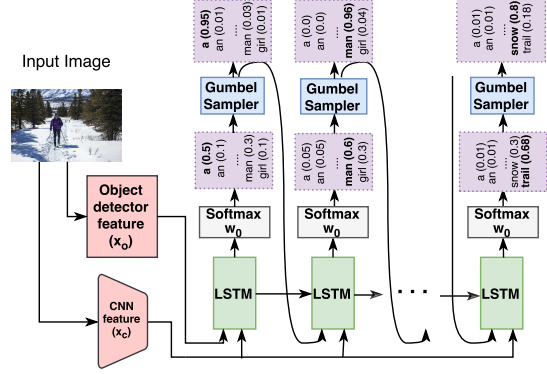 a (0.95)
an (0.01)
....
man (0.03)
girl (0.01)
a (0.0)
an (0.0)
....
man (0.96)
girl (0.04)
a (0.01)
an (0.01)
....
snow (0.8)
trail (0.18)
Input Image
Gumbel
Sampler
Gumbel
Sampler
Gumbel
Sampler
a (0.5)
an (0.1)
....
man (0.3)
girl (0.1)
a (0.05)
an (0.05)
....
man (0.6)
girl (0.3)
a (0.01)
an (0.01)
....
snow (0.3)
trail (0.68)
Object
detector
feature
(x₀)
Softmax
w₀
Softmax
w₀
Softmax
w₀
CNN
feature
(x_c)
LSTM
LSTM
...
LSTM